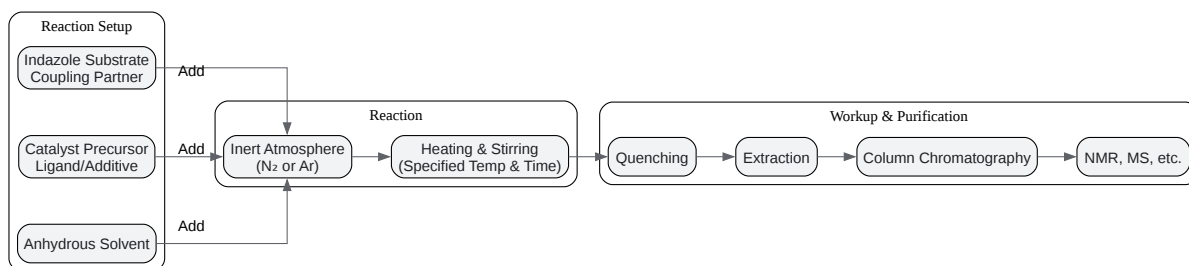 Reaction Setup
Indazole Substrate
Coupling Partner
Add
Catalyst Precursor
Ligand/Additive
Add
Anhydrous Solvent
Add
Reaction
Inert Atmosphere
(N₂ or Ar)
Heating & Stirring
(Specified Temp & Time)
Workup & Purification
Quenching
Extraction
Column Chromatography
NMR, MS, etc.